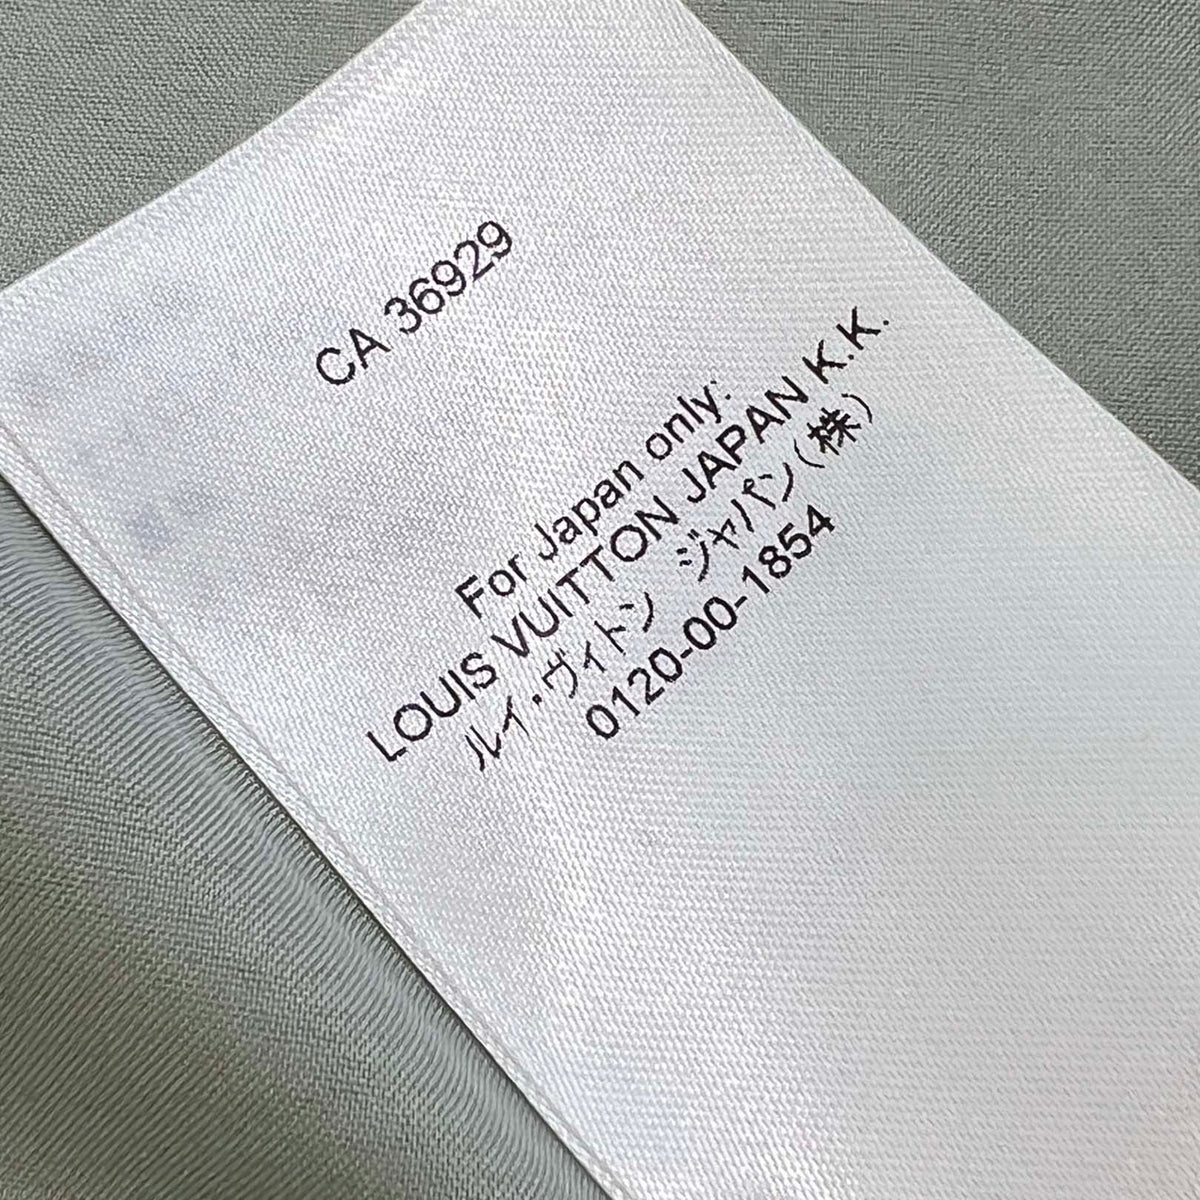 CA 36929
For Japan only:
LOUIS VUITTON JAPAN K.K.
ルイ・ヴィトン ジャパン(株)
0120-00-1854